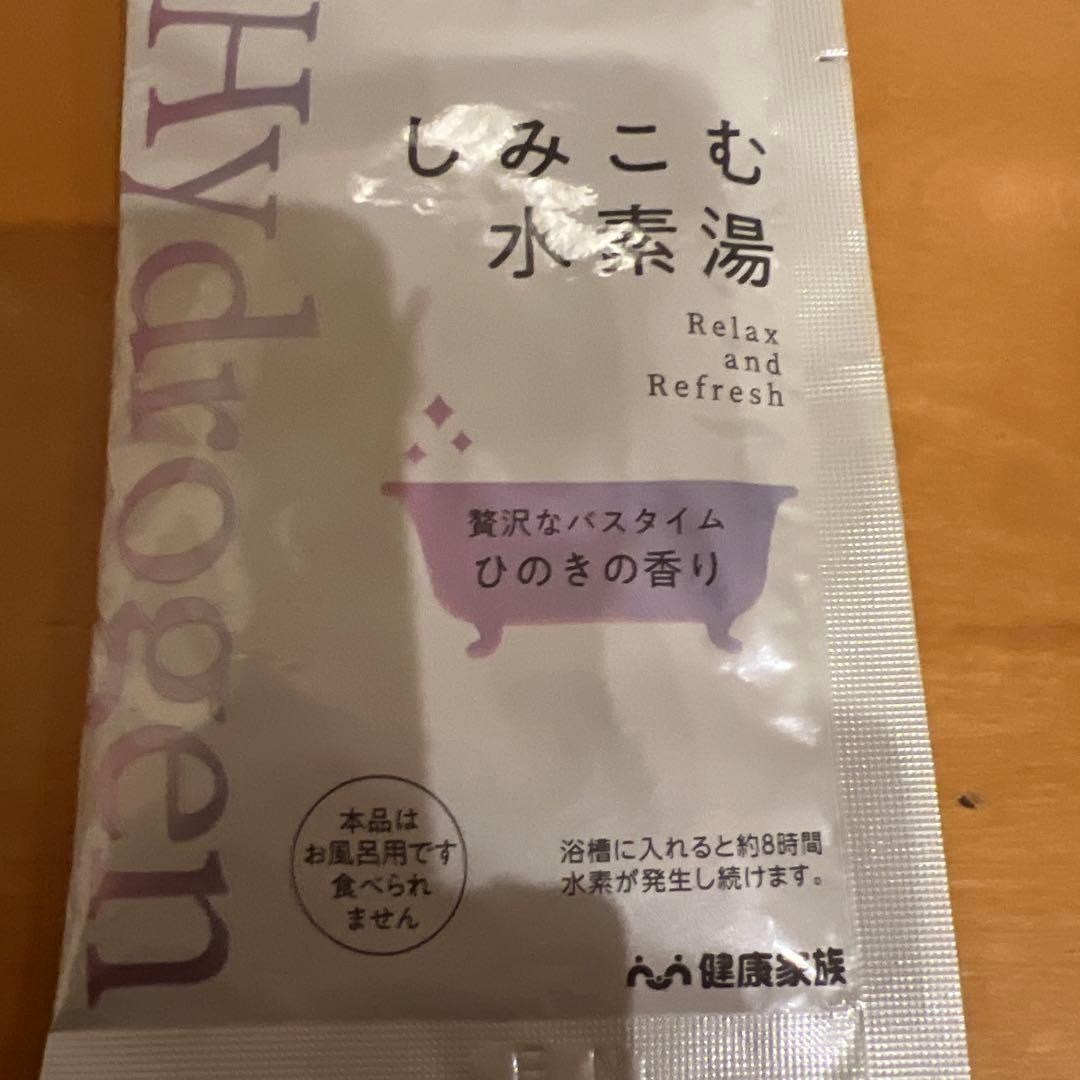 Hydrogen
しみこむ
水素湯
Relax
and
Refresh
贅沢なバスタイム
ひのきの香り
本品は
お風呂用です
食べられ
ません
浴槽に入れると約8時間
水素が発生し続けます。
健康家族